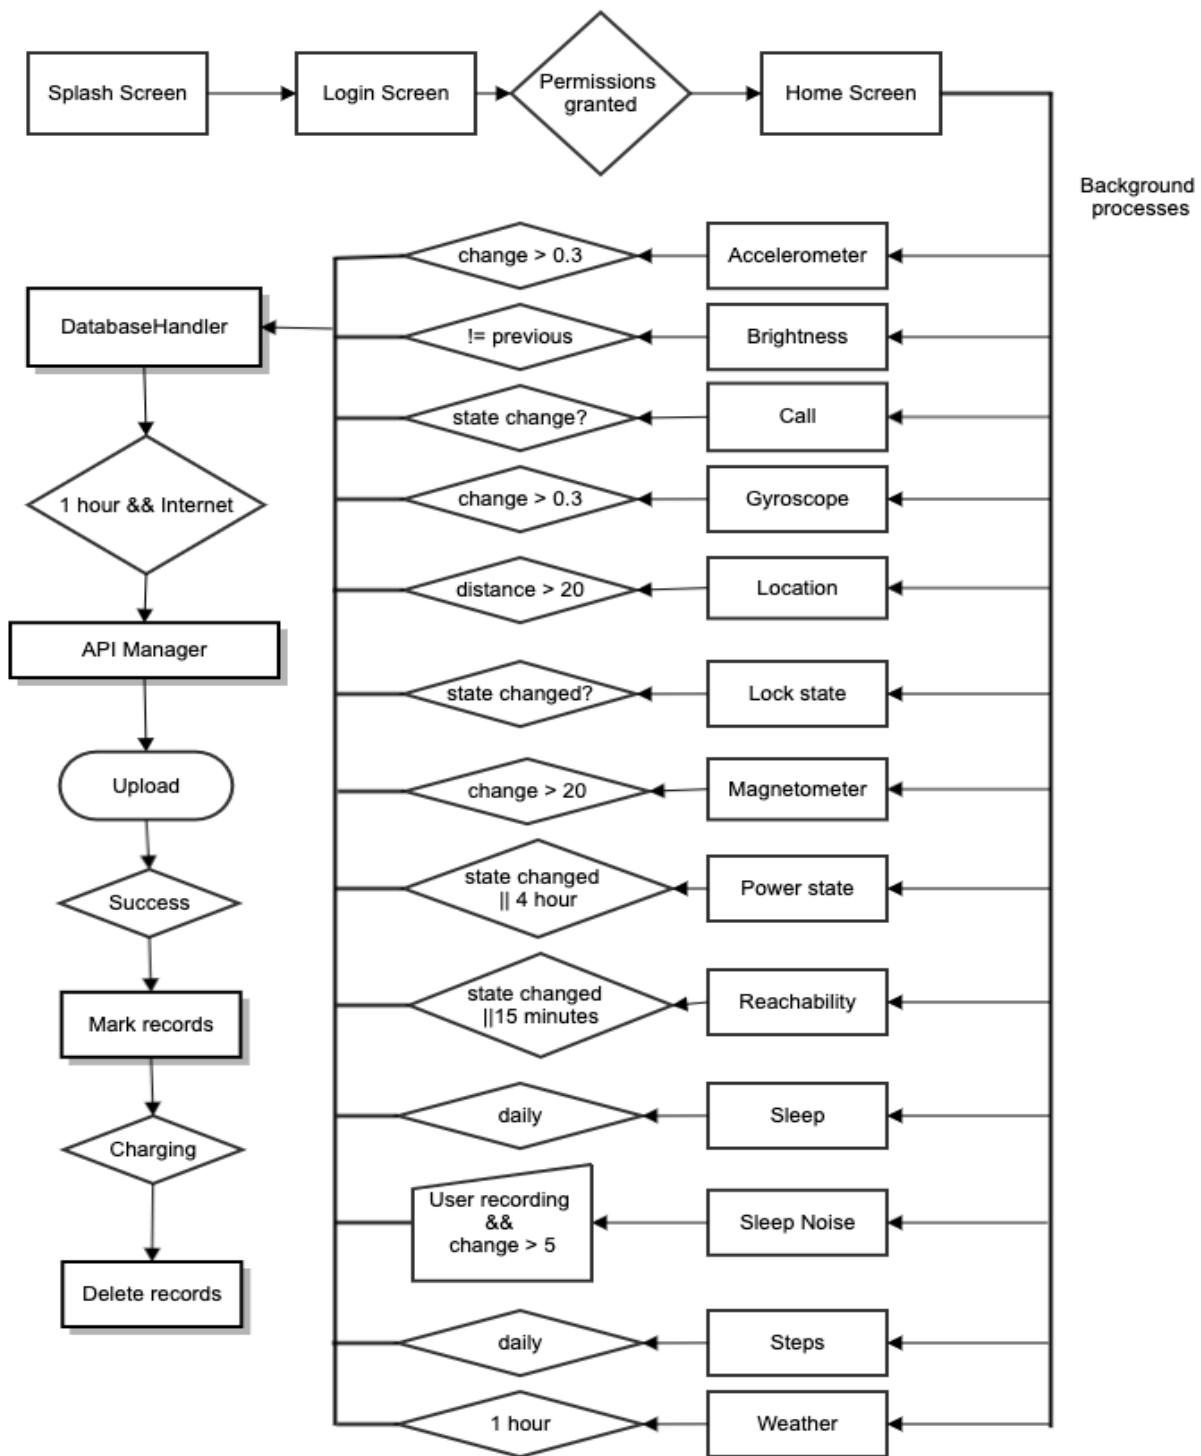 Splash Screen
Login Screen
Permissions
granted
Home Screen
Background
processes
change > 0.3
Accelerometer
DatabaseHandler
!= previous
Brightness
state change?
Call
1 hour && Internet
change > 0.3
Gyroscope
distance > 20
Location
API Manager
state changed?
Lock state
Upload
change > 20
Magnetometer
Success
state changed
|| 4 hour
Power state
Mark records
state changed
||15 minutes
Reachability
Charging
daily
Sleep
User recording
&&
change > 5
Sleep Noise
Delete records
daily
Steps
1 hour
Weather